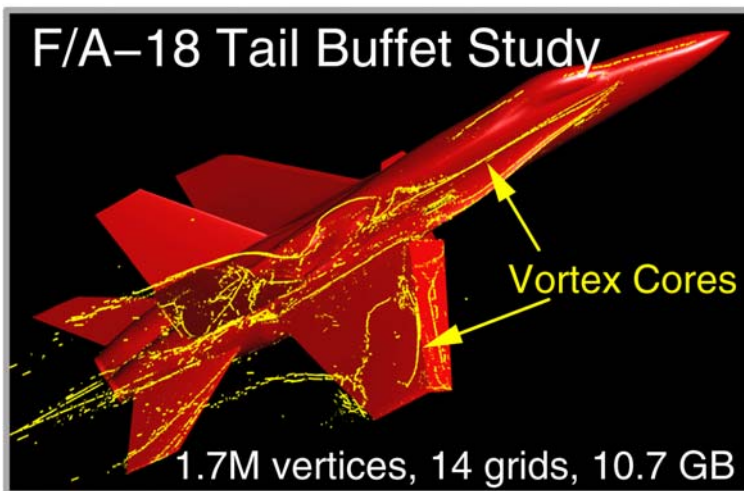 F/A−18 Tail Buffet Study
Vortex Cores
1.7M vertices, 14 grids, 10.7 GB